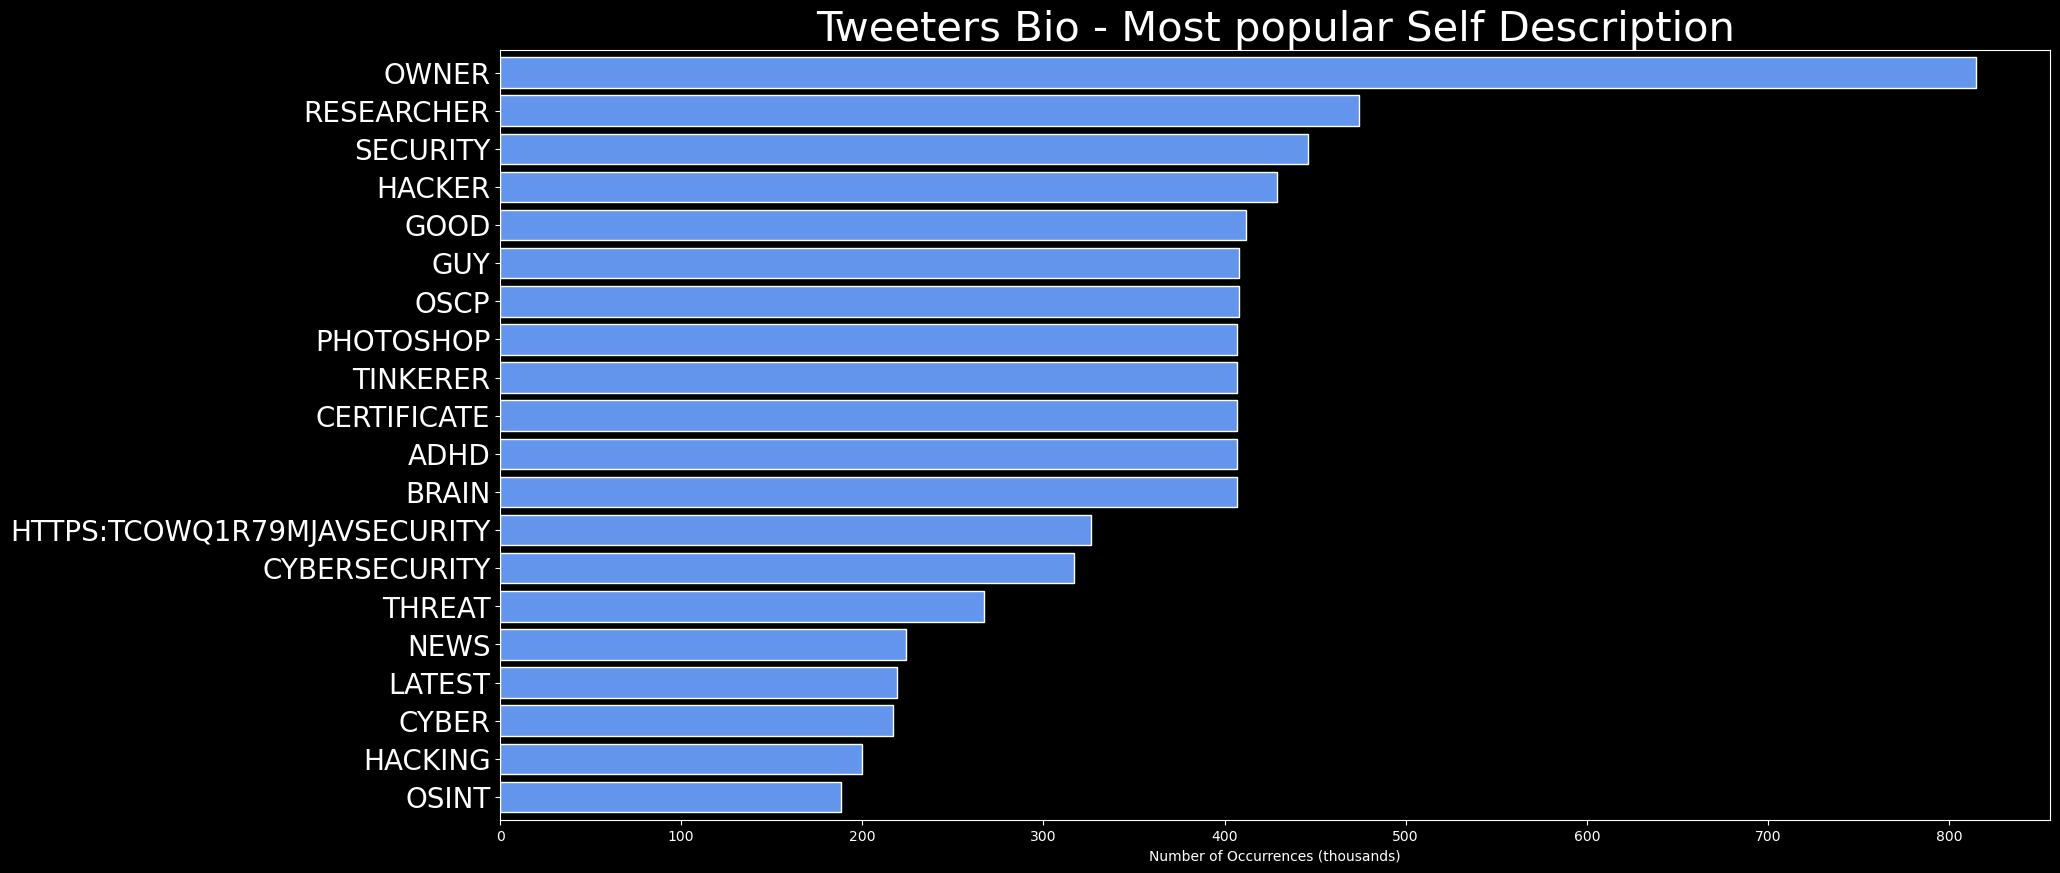 Tweeters Bio - Most popular Self Description
OWNER
RESEARCHER
SECURITY
HACKER
GOOD
GUY
OSCP
PHOTOSHOP
TINKERER
CERTIFICATE
ADHD
BRAIN
HTTPS:TCOWQ1R79MJAVSECURITY
CYBERSECURITY
THREAT
NEWS
LATEST
CYBER
HACKING
OSINT
0 100 200 300 400 500 600 700 800
Number of Occurrences (thousands)